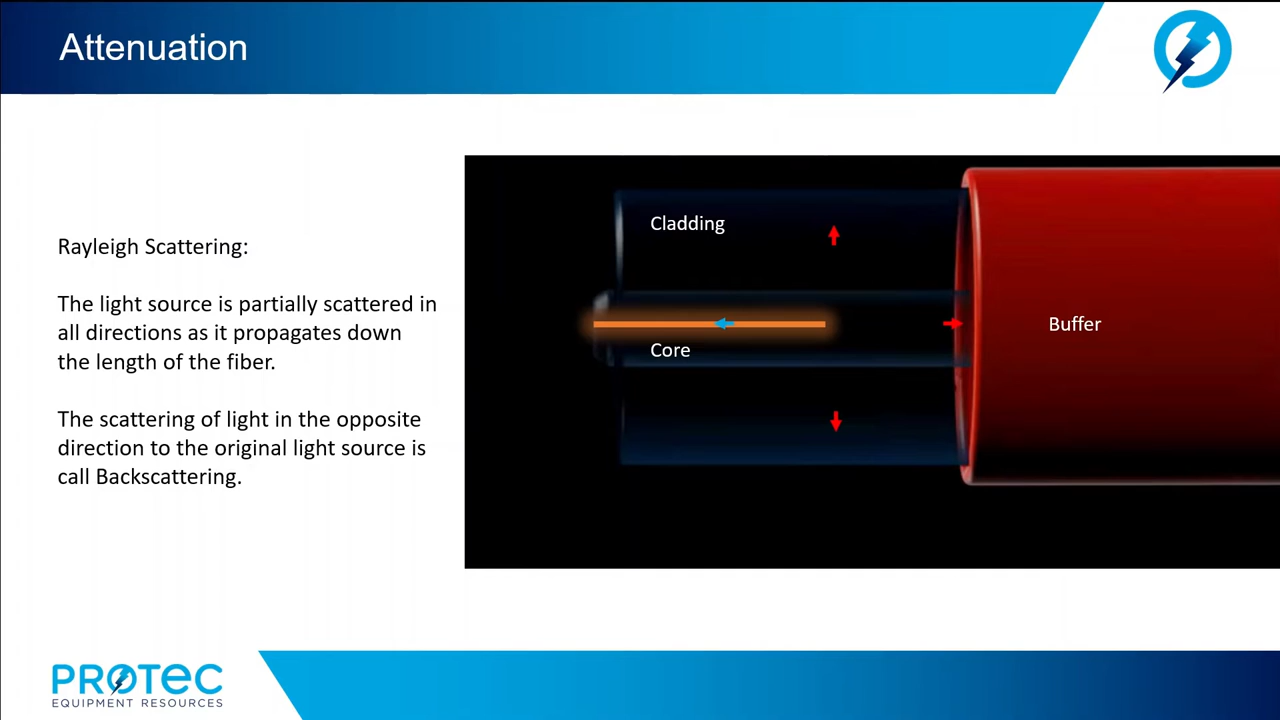 Attenuation
Rayleigh Scattering:
The light source is partially scattered in
all directions as it propagates down
the length of the fiber.
The scattering of light in the opposite
direction to the original light source is
call Backscattering.
Cladding
Core
Buffer
PROTEC
EQUIPMENT RESOURCES